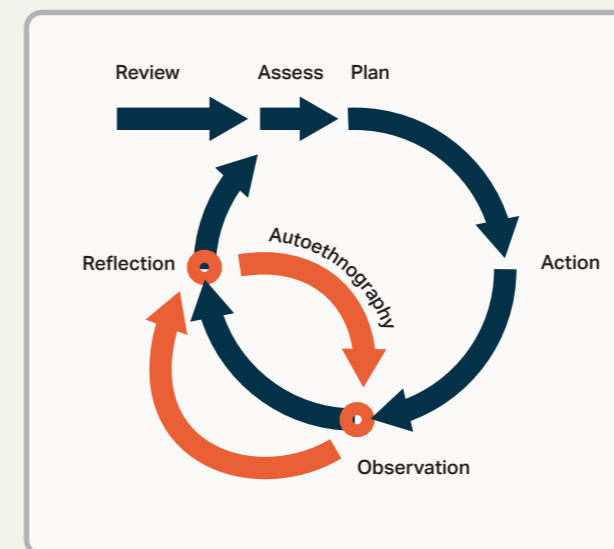 Review
Assess
Plan
Autoethnography
Reflection
Action
Observation